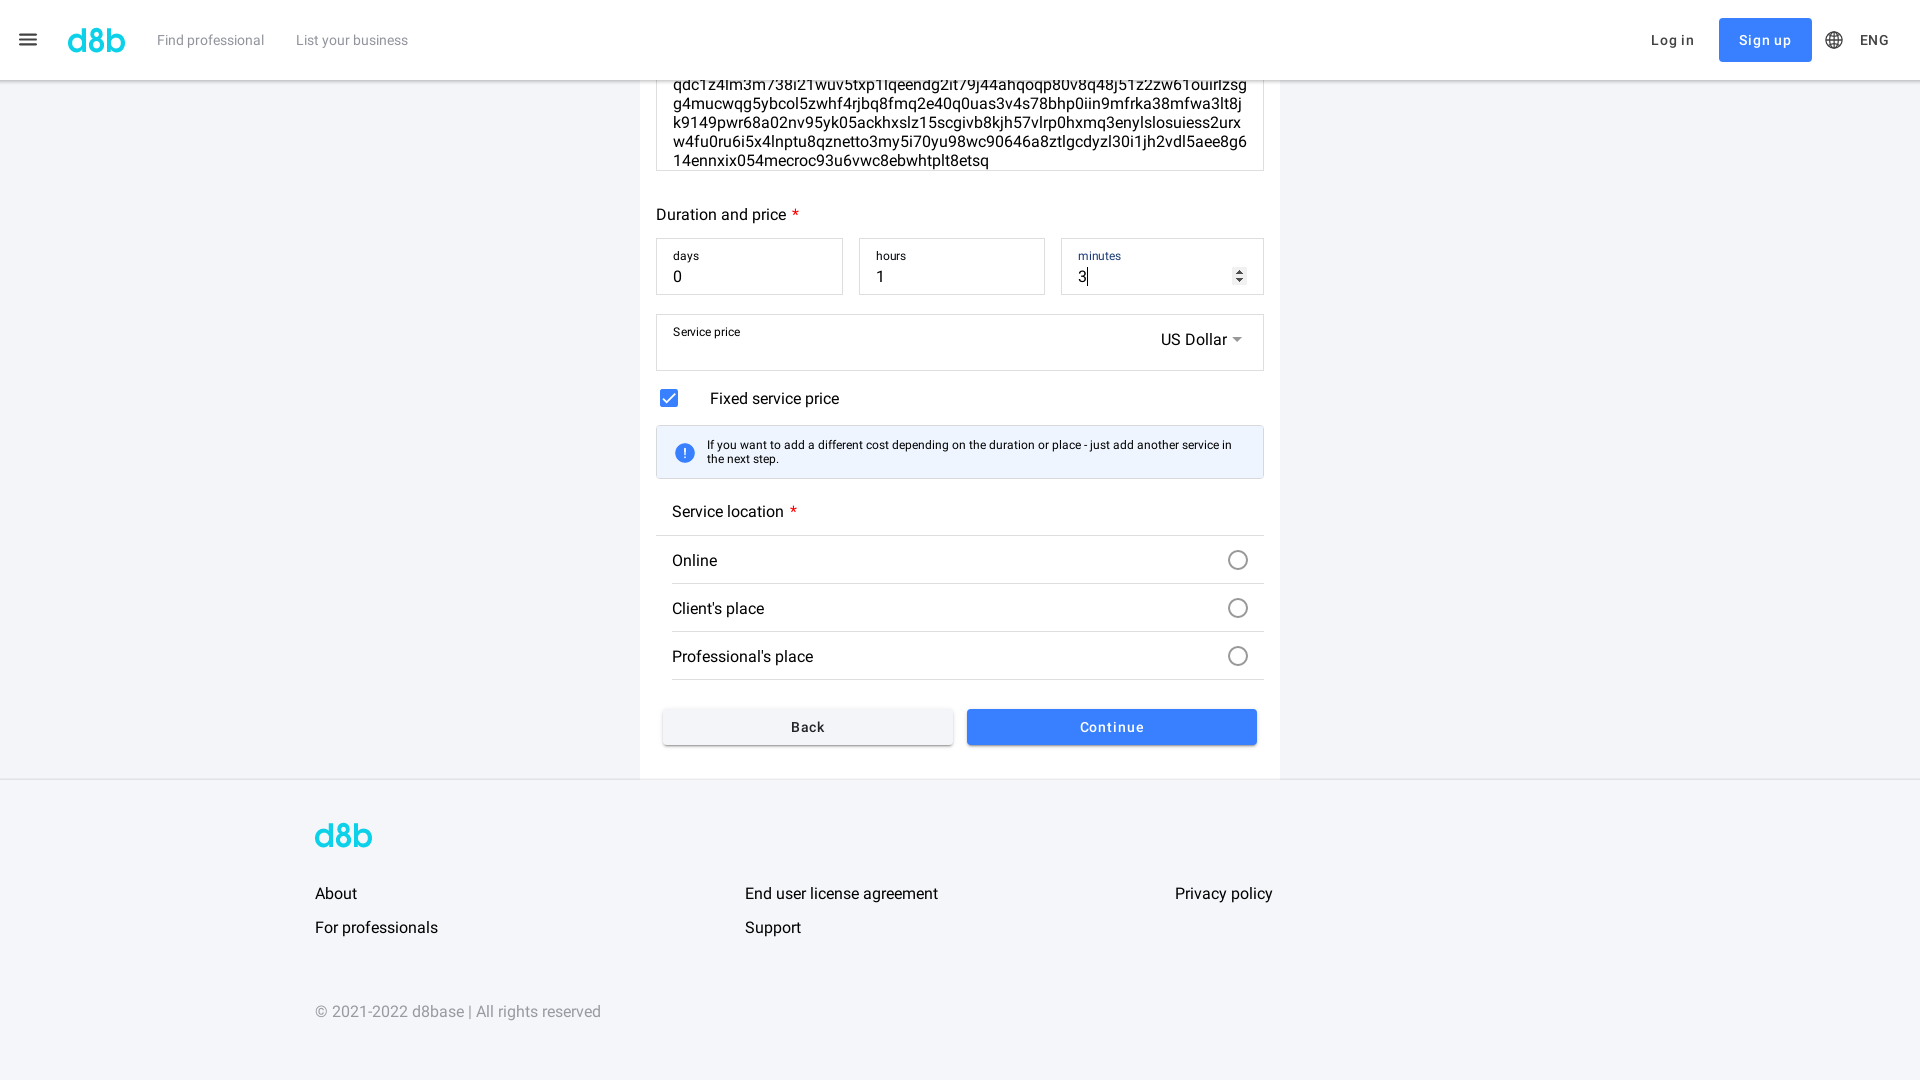 d8b
Find professional
List your business
Log in
Sign up
ENG
qdc1z4lm3m738i21wuv5txp1lqeendg2it79j44ahqoqp80v8q48j51z2zw61ouirlzsg
g4mucwqg5ybcol5zwhf4rjbq8fmq2e40q0uas3v4s78bhp0iin9mfrka38mfwa3lt8j
k9149pwr68a02nv95yk05ackhxslz15scgivb8kjh57vlrp0hxmq3enylslosuiess2urx
w4fu0ru6i5x4lnptu8qznetto3my5i70yu98wc90646a8ztlgcdyzl30i1jh2vdl5aee8g6
14ennxix054mecroc93u6vwc8ebwhtplt8etsq
Duration and price *
days
0
hours
1
minutes
3
Service price
US Dollar
Fixed service price
If you want to add a different cost depending on the duration or place - just add another service in
the next step.
Service location *
Online
Client's place
Professional's place
Back
Continue
d8b
About
End user license agreement
Privacy policy
For professionals
Support
© 2021-2022 d8base | All rights reserved